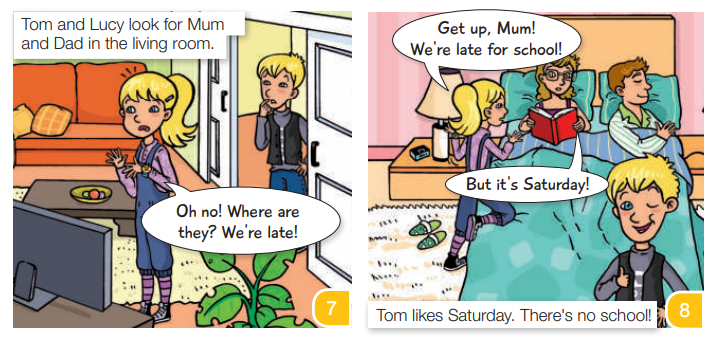 Tom and Lucy look for Mum
and Dad in the living room.
Oh no! Where are
they? We're late!
7
Get up, Mum!
We're late for school!
But it's Saturday!
Tom likes Saturday. There's no school!
8